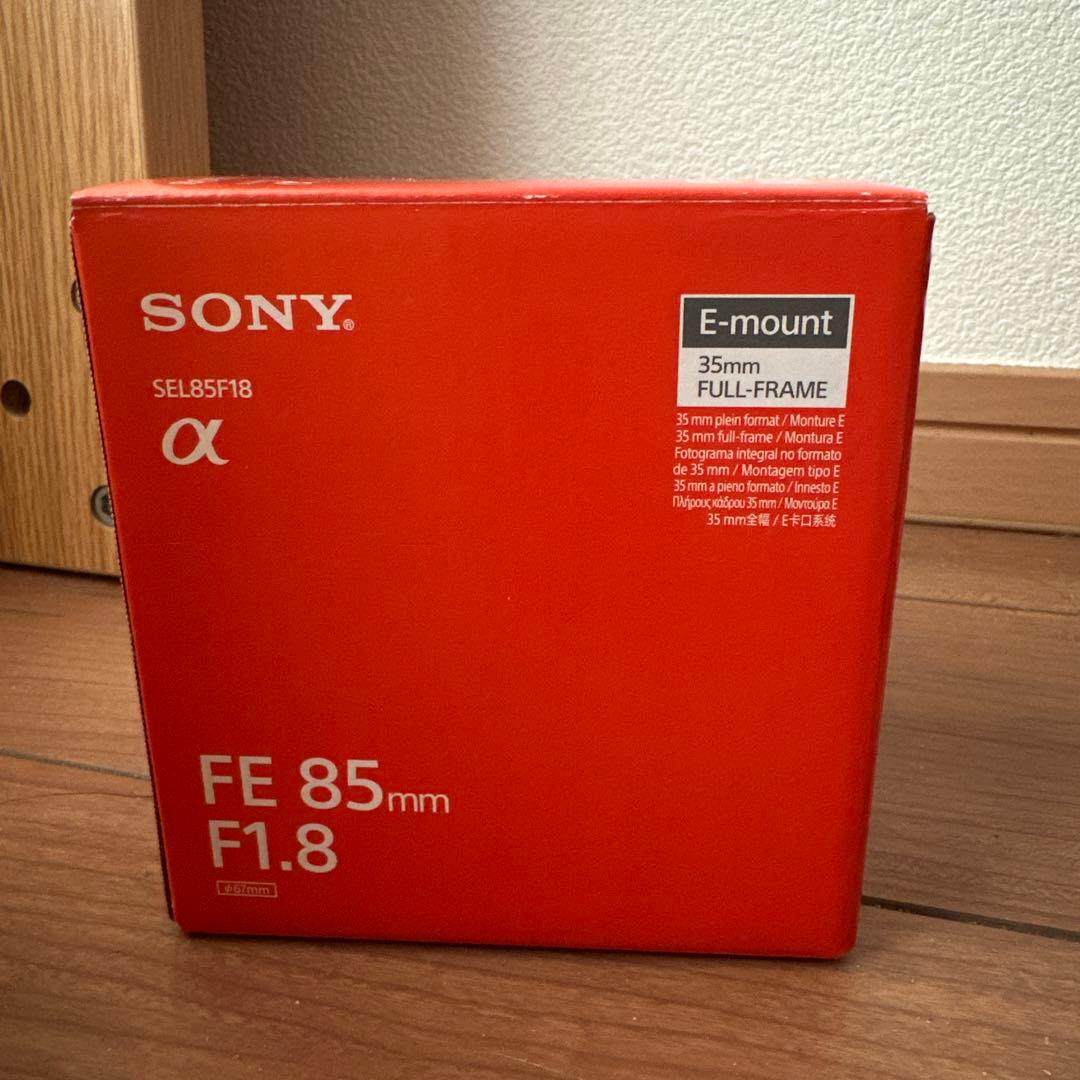 SONY®
SEL85F18
α
E-mount
35mm
FULL-FRAME
35 mm plein format / Monture E
35 mm full-frame / Montura E
Fotograma integral no formato
de 35 mm / Montagem tipo E
35 mm a pieno formato / Innesto E
Πλήρους κάδρου 35 mm / Μοντούρα E
35 mm全幅 / E卡口系统
FE 85mm
F1.8
φ67mm